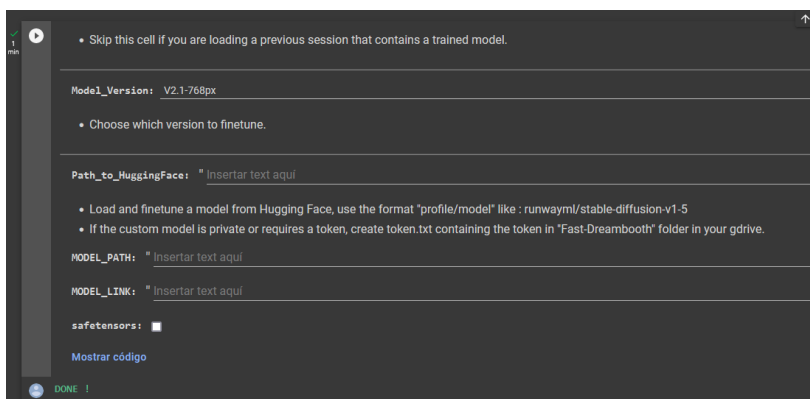 • Skip this cell if you are loading a previous session that contains a trained model.
1
min
Model_Version: V2.1-768px
• Choose which version to finetune.
Path_to_HuggingFace: " Insertar text aquí
• Load and finetune a model from Hugging Face, use the format "profile/model" like : runwayml/stable-diffusion-v1-5
• If the custom model is private or requires a token, create token.txt containing the token in "Fast-Dreambooth" folder in your gdrive.
MODEL_PATH: " Insertar text aquí
MODEL_LINK: " Insertar text aquí
safetensors:
Mostrar código
DONE !